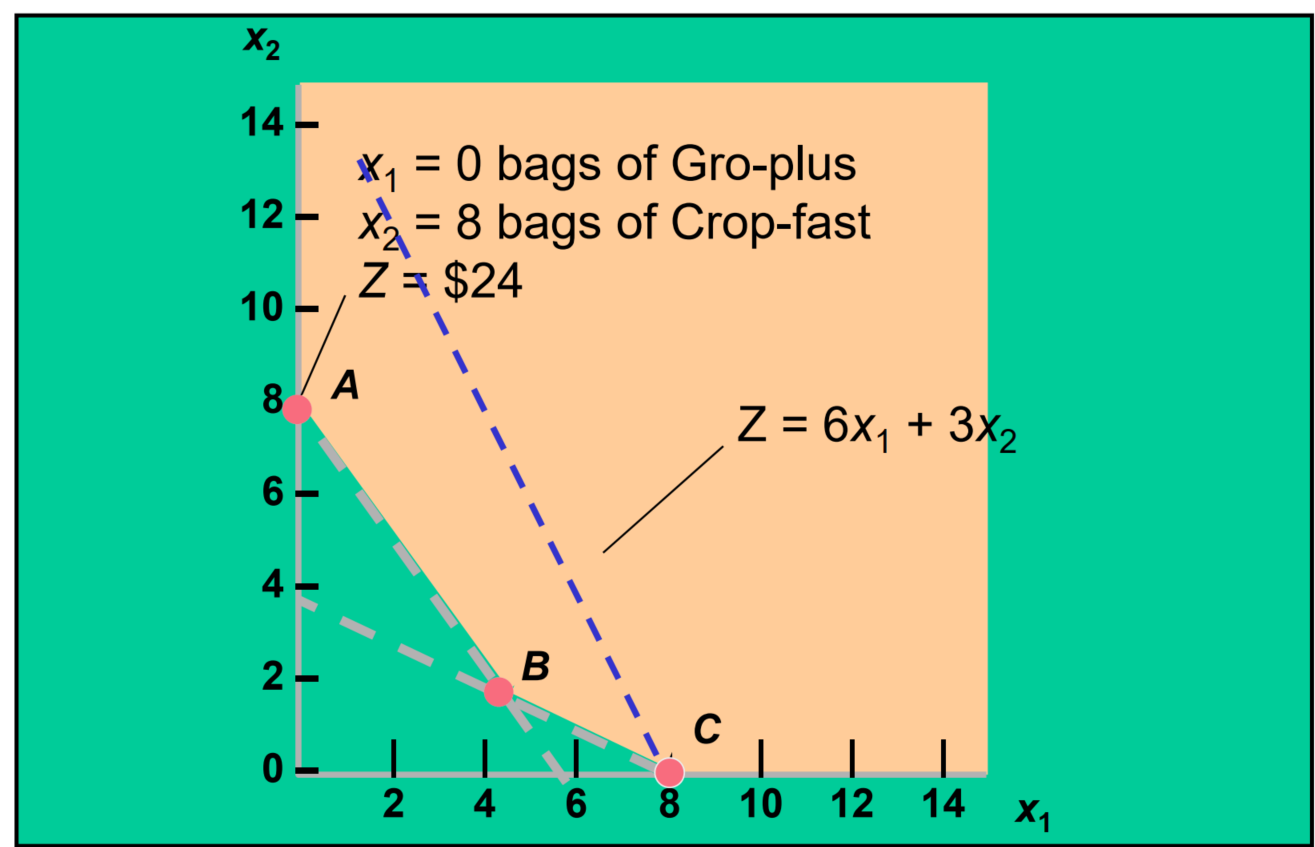 x₂
14
x₁ = 0 bags of Gro-plus
12
x₂ = 8 bags of Crop-fast
Z = $24
10
8
A
Z = 6x₁ + 3x₂
6
4
2
B
C
0
2 4 6 8 10 12 14
x₁